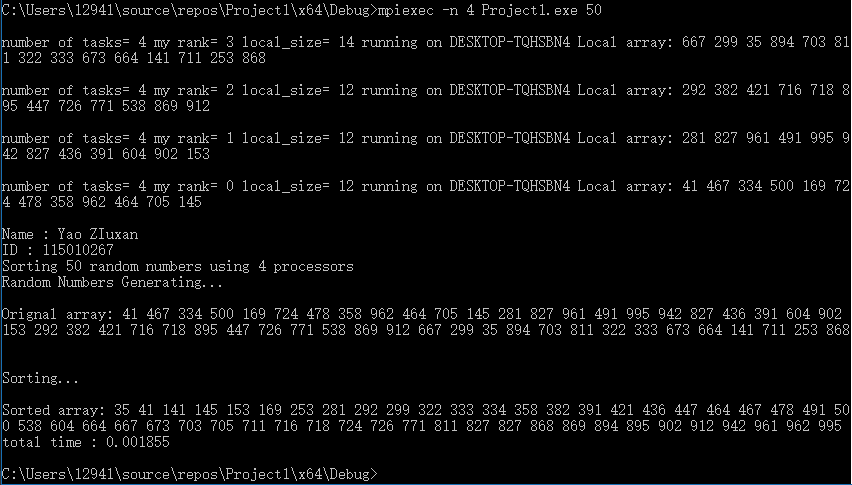 C:\Users\12941\source\repos\Project1\x64\Debug>mpiexec -n 4 Project1.exe 50
number of tasks= 4 my rank= 3 local_size= 14 running on DESKTOP-TQHSBN4 Local array: 667 299 35 894 703 81
1 322 333 673 664 141 711 253 868
number of tasks= 4 my rank= 2 local_size= 12 running on DESKTOP-TQHSBN4 Local array: 292 382 421 716 718 8
95 447 726 771 538 869 912
number of tasks= 4 my rank= 1 local_size= 12 running on DESKTOP-TQHSBN4 Local array: 281 827 961 491 995 9
42 827 436 391 604 902 153
number of tasks= 4 my rank= 0 local_size= 12 running on DESKTOP-TQHSBN4 Local array: 41 467 334 500 169 72
4 478 358 962 464 705 145
Name : Yao ZIuxan
ID : 115010267
Sorting 50 random numbers using 4 processors
Random Numbers Generating...
Orignal array: 41 467 334 500 169 724 478 358 962 464 705 145 281 827 961 491 995 942 827 436 391 604 902
153 292 382 421 716 718 895 447 726 771 538 869 912 667 299 35 894 703 811 322 333 673 664 141 711 253 868
Sorting...
Sorted array: 35 41 141 145 153 169 253 281 292 299 322 333 334 358 382 391 421 436 447 464 467 478 491 50
0 538 604 664 667 673 703 705 711 716 718 724 726 771 811 827 827 868 869 894 895 902 912 942 961 962 995
total time : 0.001855
C:\Users\12941\source\repos\Project1\x64\Debug>